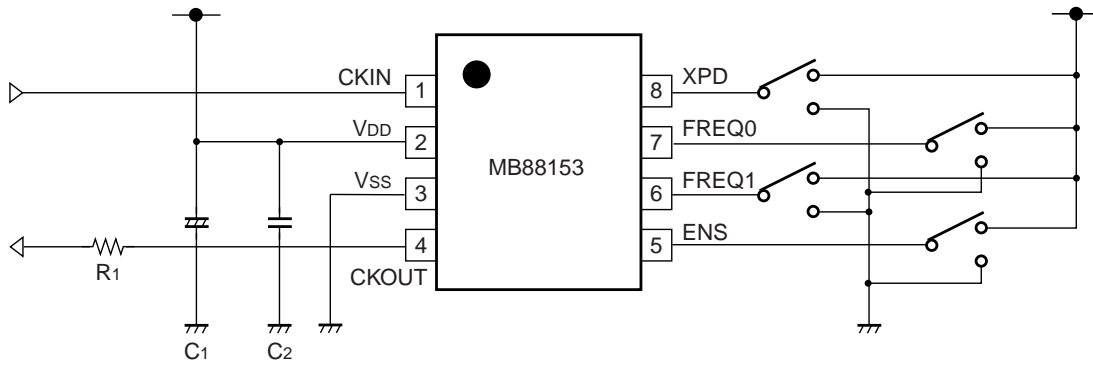 CKIN
1
VDD
2
VSS
3
4
CKOUT
MB88153
8
XPD
7
FREQ0
6
FREQ1
5
ENS
R1
C1
C2